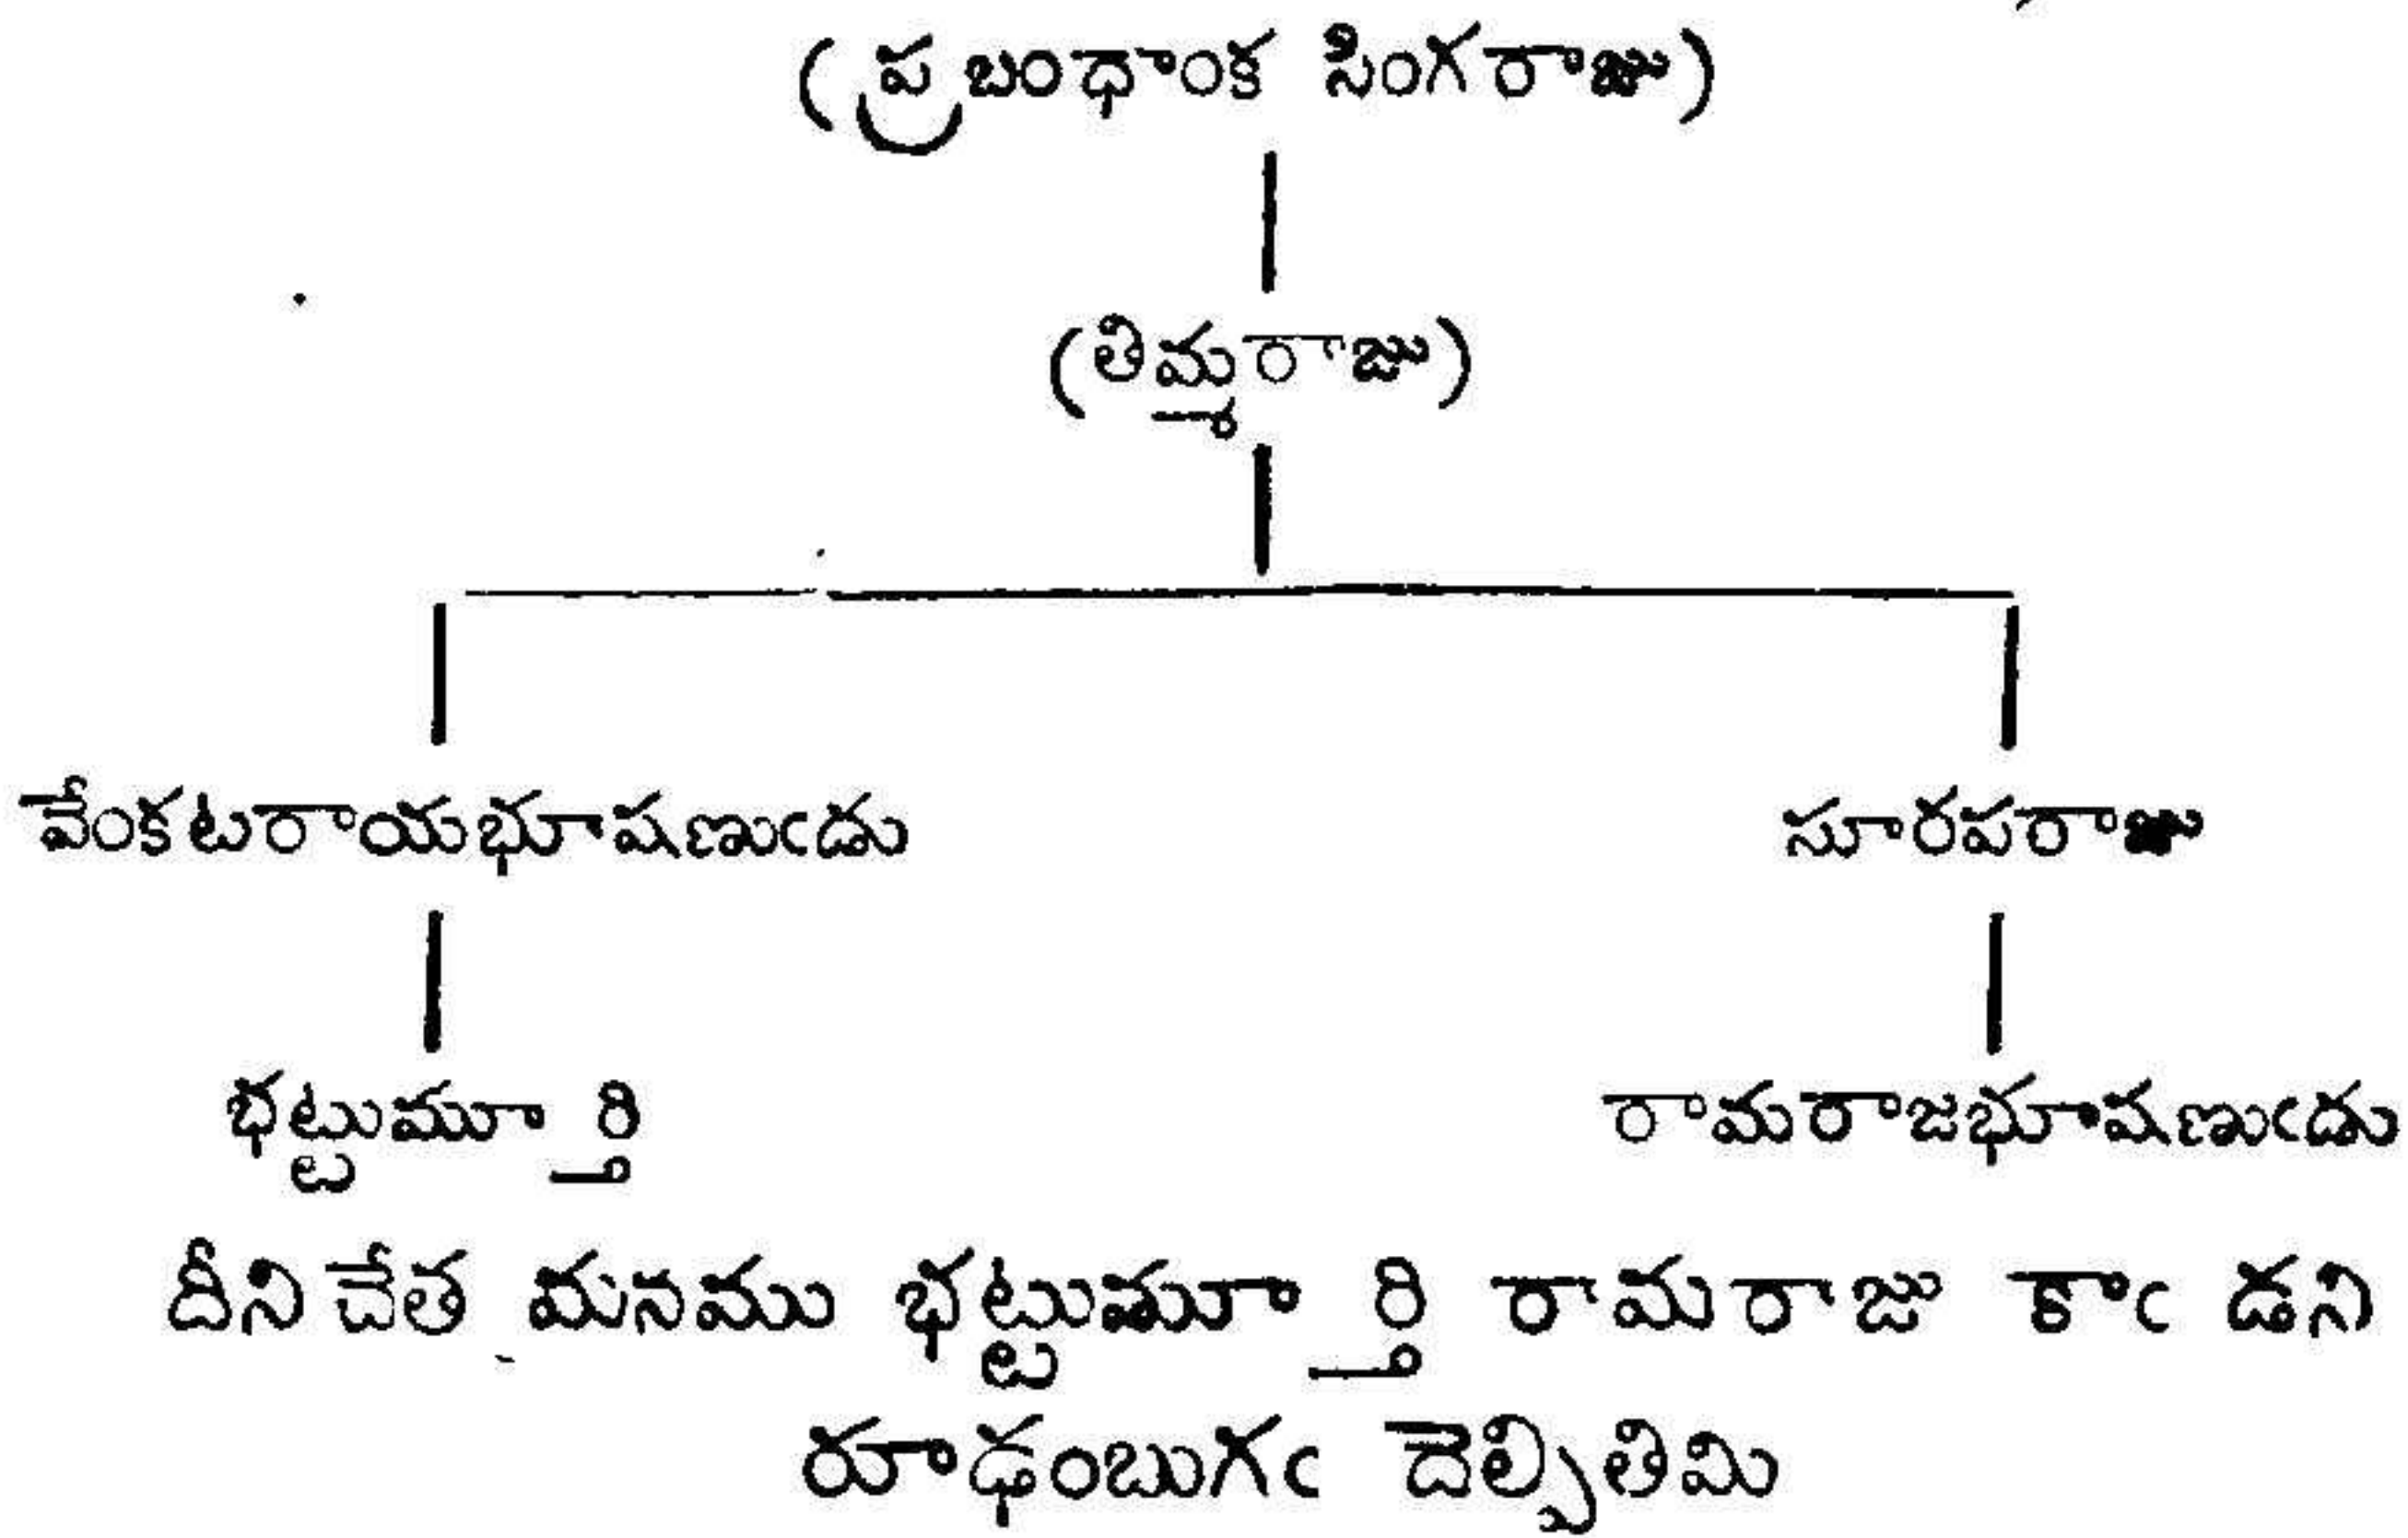 (ప్రబంధాంక సింగరాజు)
(తిమ్మరాజు)
వేంకటరాయభూషణుఁడు సూరపరాజు
భట్టుమూర్తి రామరాజభూషణుఁడు
దీనిచేత మనము భట్టుమూర్తి రామరాజు కాఁ డని
రూఢంబుగఁ దెల్పితిమి